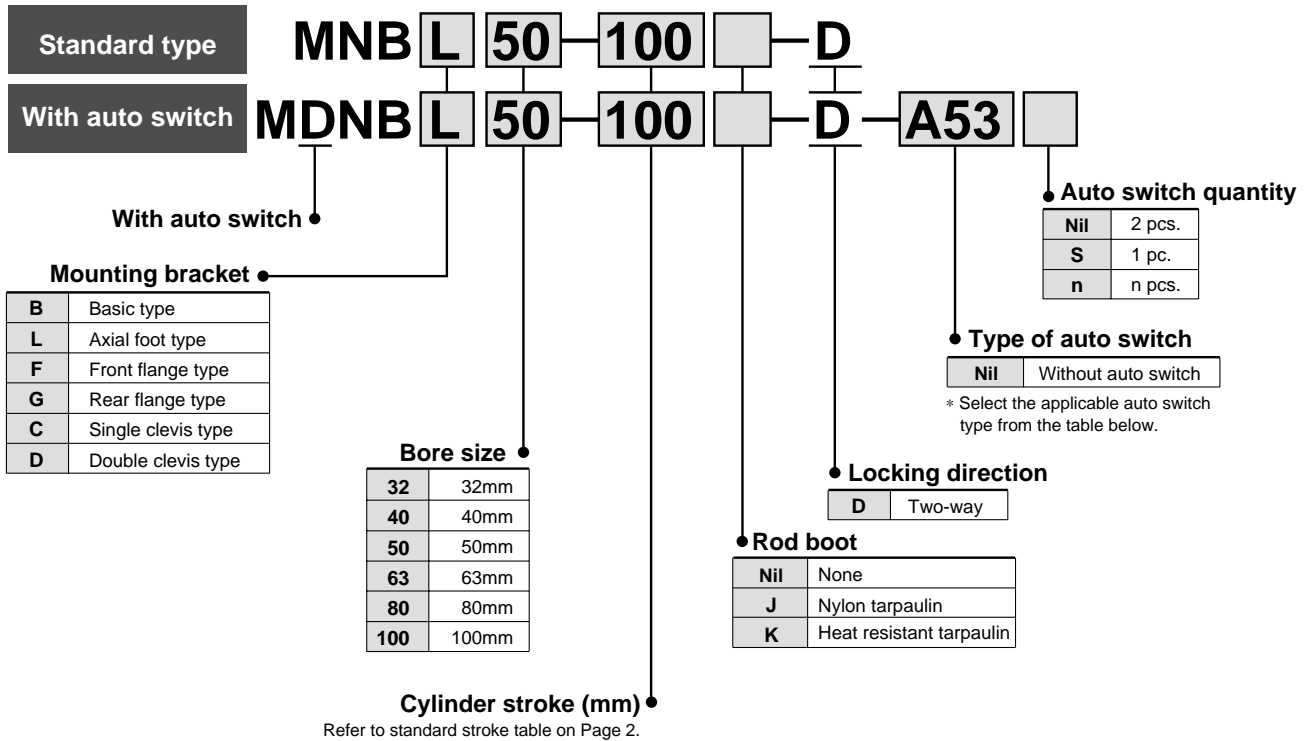 Standard type MNB L 50-100 -D
With auto switch MDNB L 50-100 -D-A53
With auto switch
Mounting bracket
B Basic type
L Axial foot type
F Front flange type
G Rear flange type
C Single clevis type
D Double clevis type
Bore size
32 32mm
40 40mm
50 50mm
63 63mm
80 80mm
100 100mm
Cylinder stroke (mm)
Refer to standard stroke table on Page 2.
Auto switch quantity
Nil 2 pcs.
S 1 pc.
n n pcs.
Type of auto switch
Nil Without auto switch
∗ Select the applicable auto switch
type from the table below.
Locking direction
D Two-way
Rod boot
Nil None
J Nylon tarpaulin
K Heat resistant tarpaulin